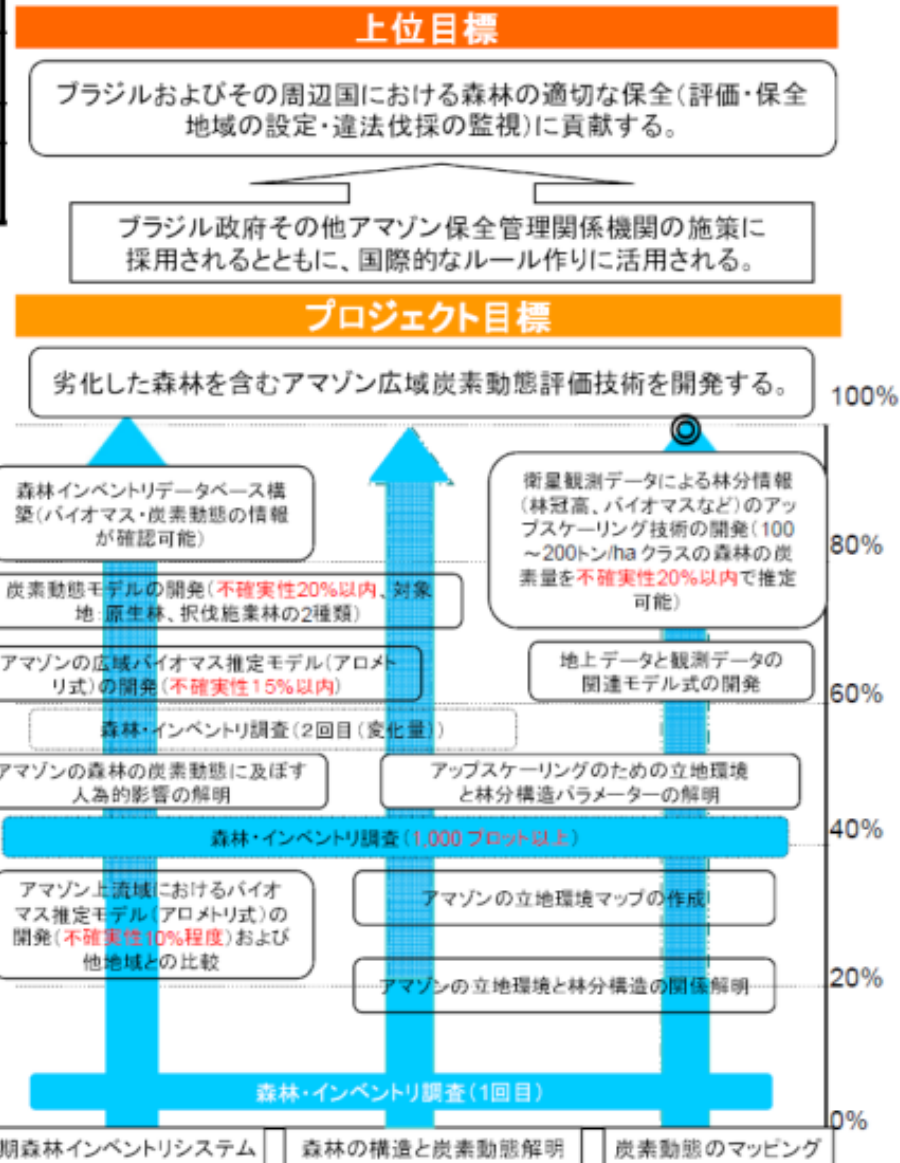 上位目標
ブラジルおよびその周辺国における森林の適切な保全(評価・保全
地域の設定・違法伐採の監視)に貢献する。
ブラジル政府その他アマゾン保全管理関係機関の施策に
採用されるとともに、国際的なルール作りに活用される。
プロジェクト目標
劣化した森林を含むアマゾン広域炭素動態評価技術を開発する。
100%
森林インベントリデータベース構
築(バイオマス・炭素動態の情報
が確認可能)
衛星観測データによる林分情報
(林冠高、バイオマスなど)のアッ
プスケーリング技術の開発(100
～200トン/haクラスの森林の炭
素量を不確実性20%以内で推定
可能)
80%
炭素動態モデルの開発(不確実性20%以内、対象
地:原生林、択伐施業林の2種類)
アマゾンの広域バイオマス推定モデル(アロメト
リ式)の開発(不確実性15%以内)
地上データと観測データの
関連モデル式の開発
60%
森林・インベントリ調査(2回目(変化量))
アマゾンの森林の炭素動態に及ぼす
人為的影響の解明
アップスケーリングのための立地環境
と林分構造パラメーターの解明
森林・インベントリ調査(1,000プロット以上)
40%
アマゾン上流域におけるバイオ
マス推定モデル(アロメトリ式)の
開発(不確実性10%程度)および
他地域との比較
アマゾンの立地環境マップの作成
アマゾンの立地環境と林分構造の関係解明
20%
森林・インベントリ調査(1回目)
0%
期森林インベントリシステム
森林の構造と炭素動態解明
炭素動態のマッピング